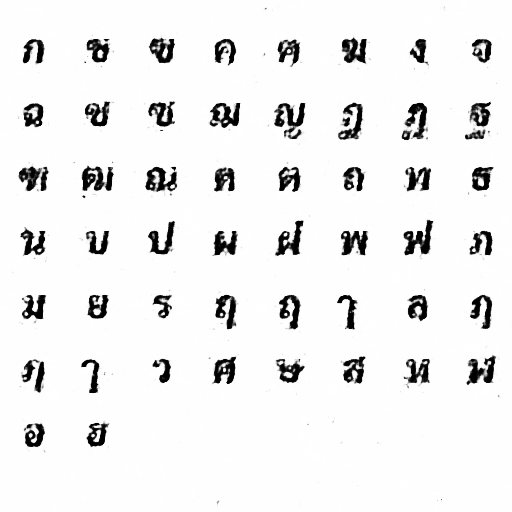 ก ข ฃ ค ฅ ฆ ง จ
ฉ ช ซ ฌ ญ ฎ ฏ ฐ
ฑ ฒ ณ ด ต ถ ท ธ
น บ ป ผ ฝ พ ฟ ภ
ม ย ร ฤ ฤ ๅ ล ฦ
ฦ ๅ ว ศ ษ ส ห ฬ
อ ฮ